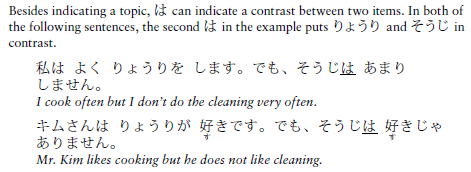 Besides indicating a topic, は can indicate a contrast between two items. In both of
the following sentences, the second は in the example puts りょうり and そうじ in
contrast.
私は よく りょうりを します。でも、そうじは あまり
しません。
I cook often but I don't do the cleaning very often.
キムさんは りょうりが 好きです。でも、そうじは 好きじゃ
す す
ありません。
Mr. Kim likes cooking but he does not like cleaning.